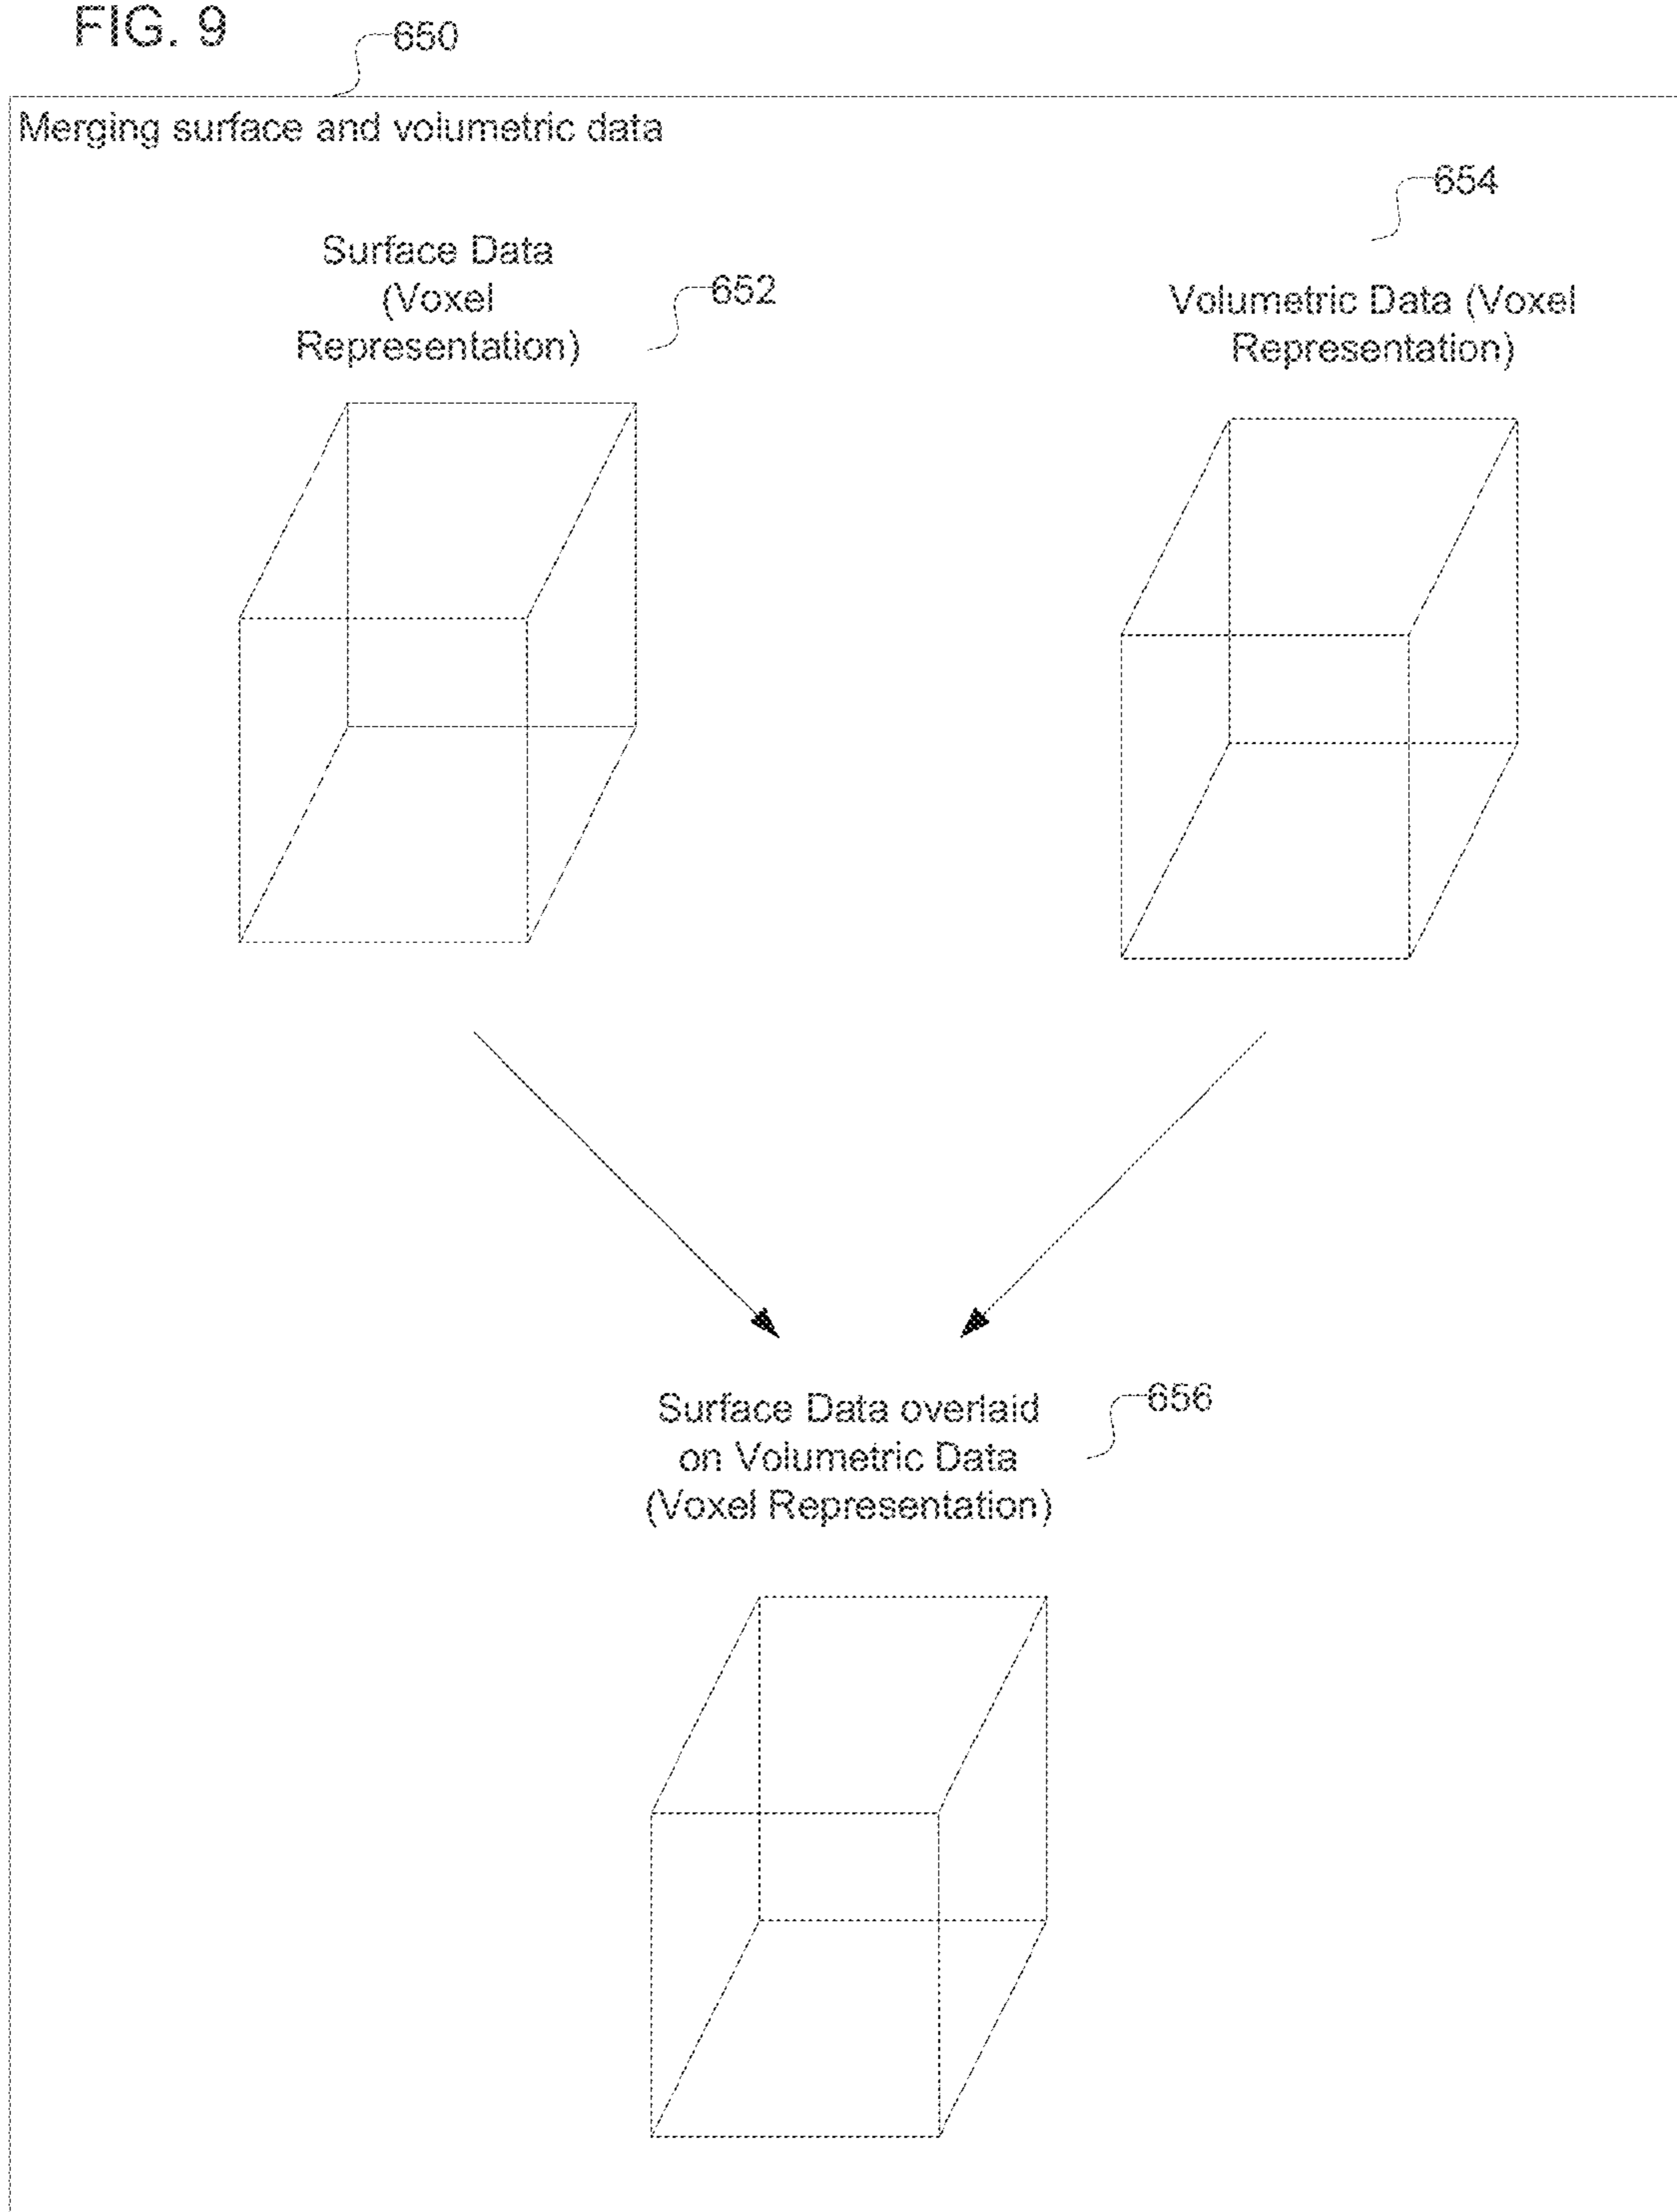 FIG. 9
650
Merging surface and volumetric data
654
Surface Data
(Voxel
Representation)
652
Volumetric Data (Voxel
Representation)
Surface Data overlaid
on Volumetric Data
(Voxel Representation)
656